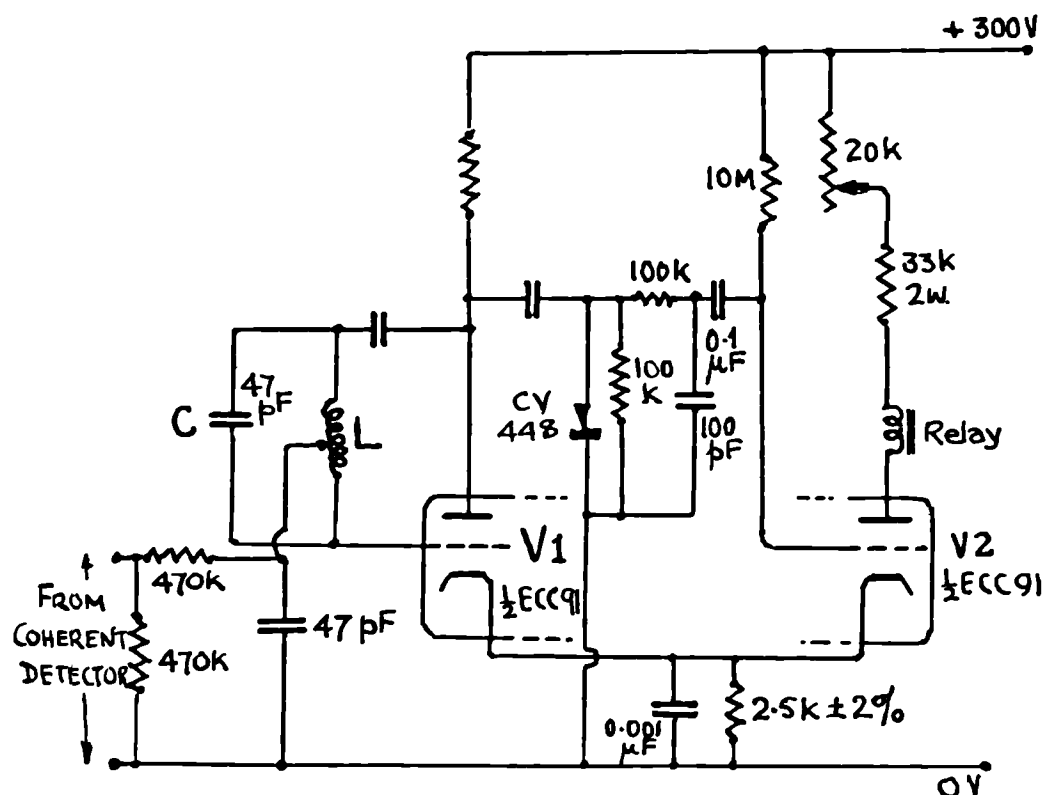 + 300V
20k
10M
33k
2w.
100k
0.1
μF
100
k
47
pF
C
L
CV
448
100
pF
Relay
V1
V2
½ECC91
½ECC91
470k
FROM
COHERENT
DETECTOR
470k
47 pF
2.5k ± 2%
0.001
μF
0V